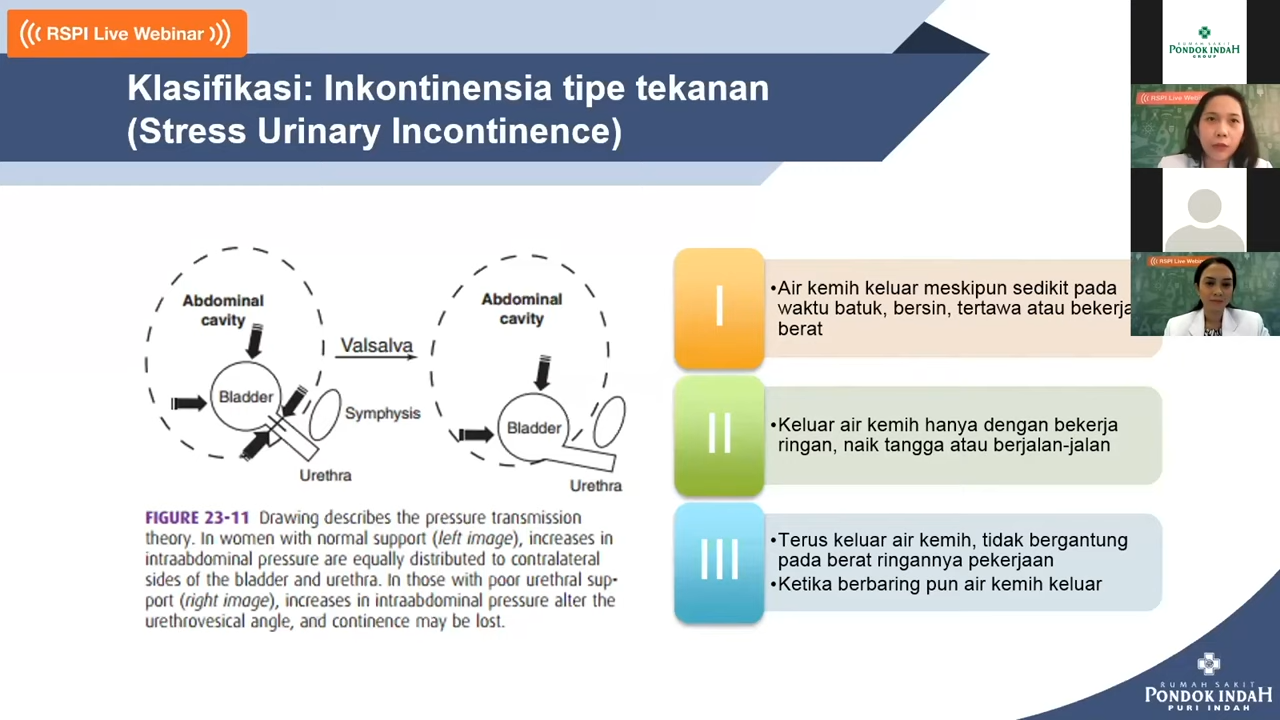 RSPI Live Webinar
Klasifikasi: Inkontinensia tipe tekanan
(Stress Urinary Incontinence)
Abdominal
cavity
Bladder
Symphysis
Urethra
Valsalva
Abdominal
cavity
Bladder
Urethra
FIGURE 23-11 Drawing describes the pressure transmission
theory. In women with normal support (left image), increases in
intraabdominal pressure are equally distributed to contralateral
sides of the bladder and urethra. In those with poor urethral sup-
port (right image), increases in intraabdominal pressure alter the
urethrovesical angle, and continence may be lost.
I
•Air kemih keluar meskipun sedikit pada
waktu batuk, bersin, tertawa atau bekerja
berat
II
•Keluar air kemih hanya dengan bekerja
ringan, naik tangga atau berjalan-jalan
III
•Terus keluar air kemih, tidak bergantung
pada berat ringannya pekerjaan
•Ketika berbaring pun air kemih keluar
RUMAH SAKIT
PONDOK INDAH
GROUP
RSPI Live Webinar
RSPI Live Webinar
RUMAH SAKIT
PONDOK INDAH
PURI INDAH